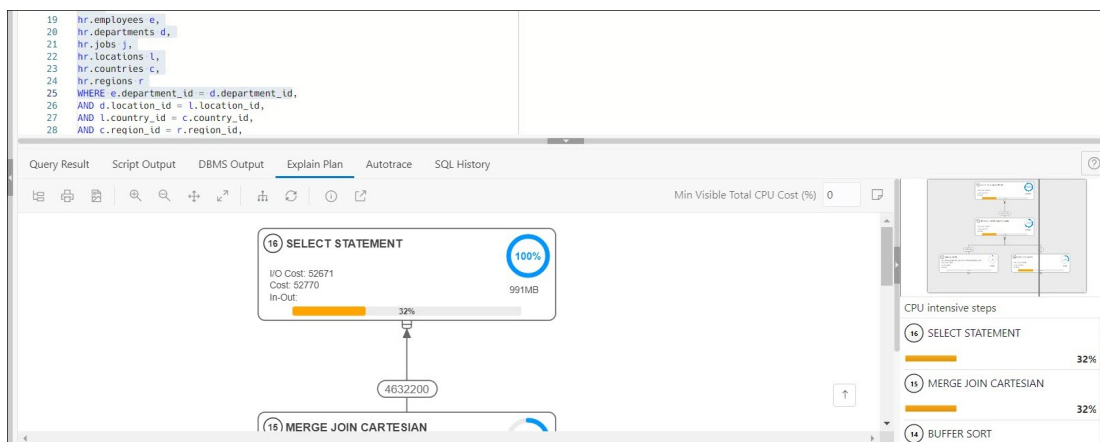 19 hr.employees e,
20 hr.departments d,
21 hr.jobs j,
22 hr.locations l,
23 hr.countries c,
24 hr.regions r
25 WHERE e.department_id = d.department_id,
26 AND d.location_id = l.location_id,
27 AND l.country_id = c.country_id,
28 AND c.region_id = r.region_id,
Query Result Script Output DBMS Output Explain Plan Autotrace SQL History
Min Visible Total CPU Cost (%) 0
16 SELECT STATEMENT
100%
I/O Cost: 52671
Cost: 52770
In-Out:
991MB
32%
4632200
15 MERGE JOIN CARTESIAN
CPU intensive steps
16 SELECT STATEMENT
32%
15 MERGE JOIN CARTESIAN
32%
14 BUFFER SORT